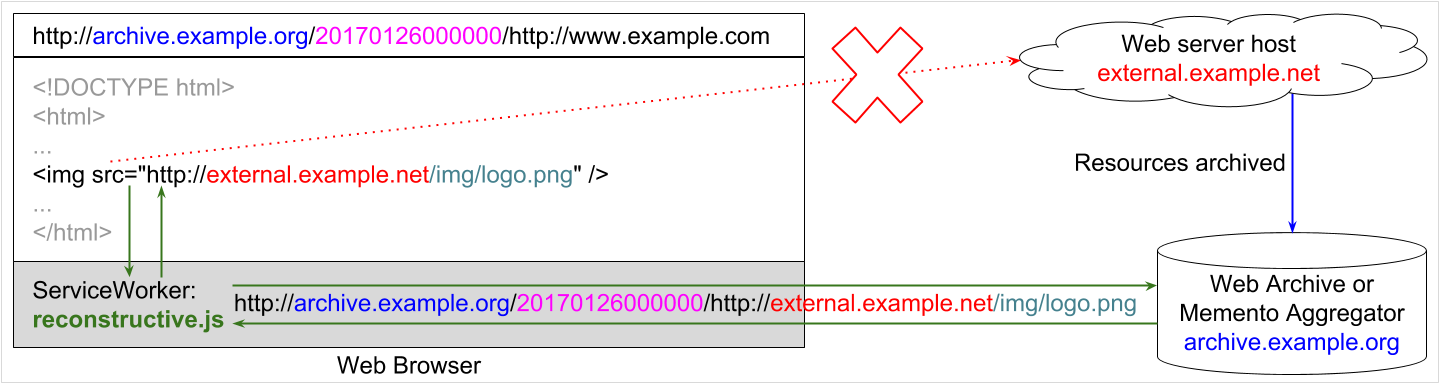 http://archive.example.org/20170126000000/http://www.example.com
<!DOCTYPE html>
<html>
...
<img src="http://external.example.net/img/logo.png" />
...
</html>
ServiceWorker:
reconstructive.js
http://archive.example.org/20170126000000/http://external.example.net/img/logo.png
Web Browser
Web server host
external.example.net
Resources archived
Web Archive or
Memento Aggregator
archive.example.org